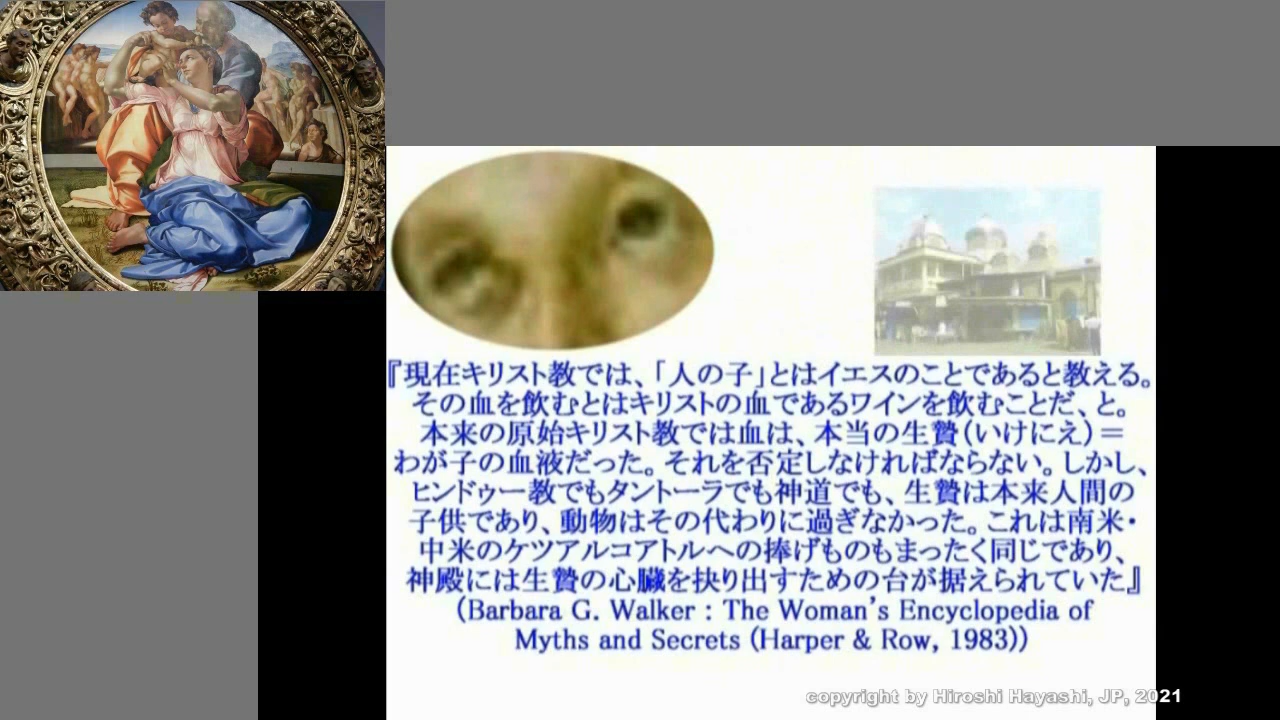 『現在キリスト教では、「人の子」とはイエスのことであると教える。
その血を飲むとはキリストの血であるワインを飲むことだ、と。
本来の原始キリスト教では血は、本当の生贄(いけにえ)＝
わが子の血液だった。それを否定しなければならない。しかし、
ヒンドゥー教でもタントーラでも神道でも、生贄は本来人間の
子供であり、動物はその代わりに過ぎなかった。これは南米・
中米のケツアルコアトルへの捧げものもまったく同じであり、
神殿には生贄の心臓を抉り出すための台が据えられていた』
(Barbara G. Walker : The Woman's Encyclopedia of
Myths and Secrets (Harper & Row, 1983))
copyright by Hiroshi Hayashi, JP, 2021